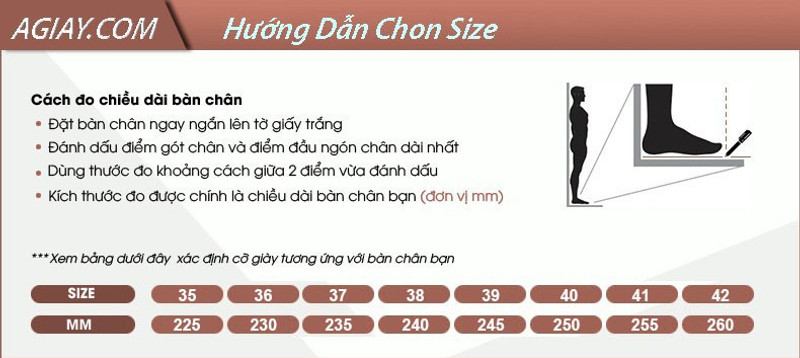 AGIAY.COM
Hướng Dẫn Chon Size
Cách đo chiều dài bàn chân
• Đặt bàn chân ngay ngắn lên tờ giấy trắng
• Đánh dấu điểm gót chân và điểm đầu ngón chân dài nhất
• Dùng thước đo khoảng cách giữa 2 điểm vừa đánh dấu
• Kích thước đo được chính là chiều dài bàn chân bạn (đơn vị mm)
***Xem bảng dưới đây xác định cỡ giày tương ứng với bàn chân bạn
SIZE 35 36 37 38 39 40 41 42
MM 225 230 235 240 245 250 255 260